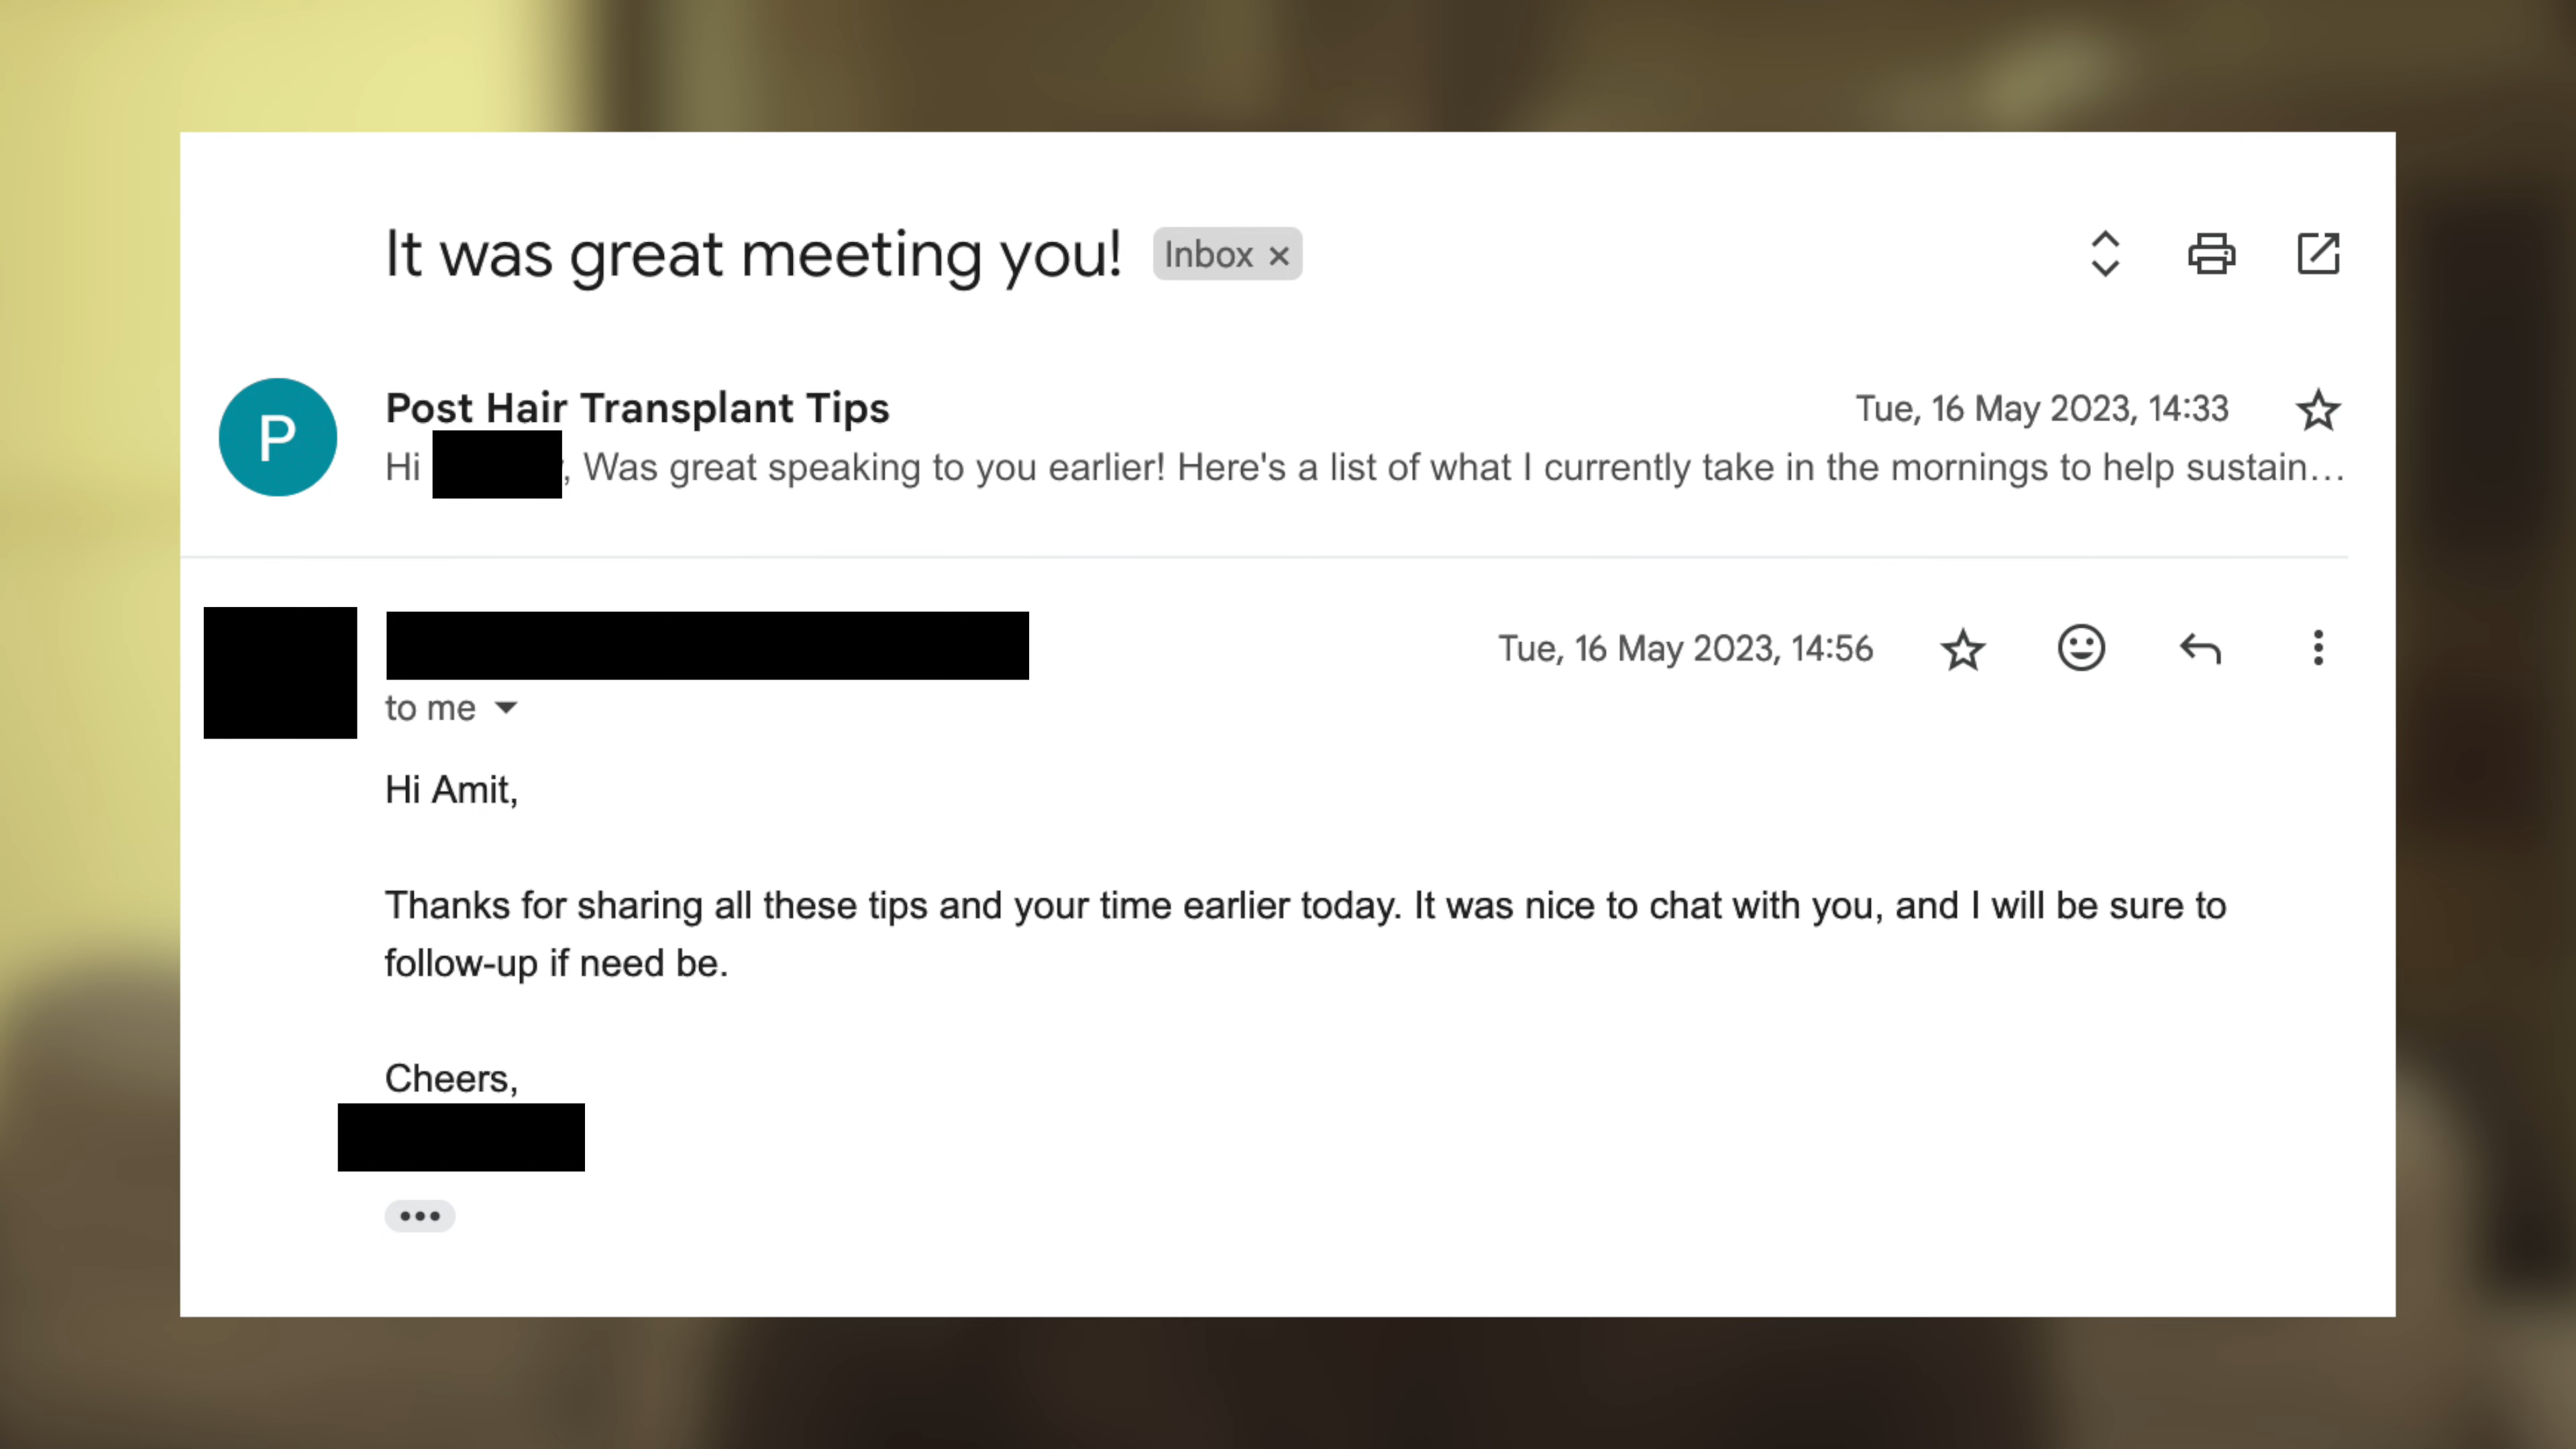 It was great meeting you! Inbox ×
P
Post Hair Transplant Tips
Tue, 16 May 2023, 14:33
Hi , Was great speaking to you earlier! Here's a list of what I currently take in the mornings to help sustain…
Tue, 16 May 2023, 14:56
to me
Hi Amit,
Thanks for sharing all these tips and your time earlier today. It was nice to chat with you, and I will be sure to
follow-up if need be.
Cheers,